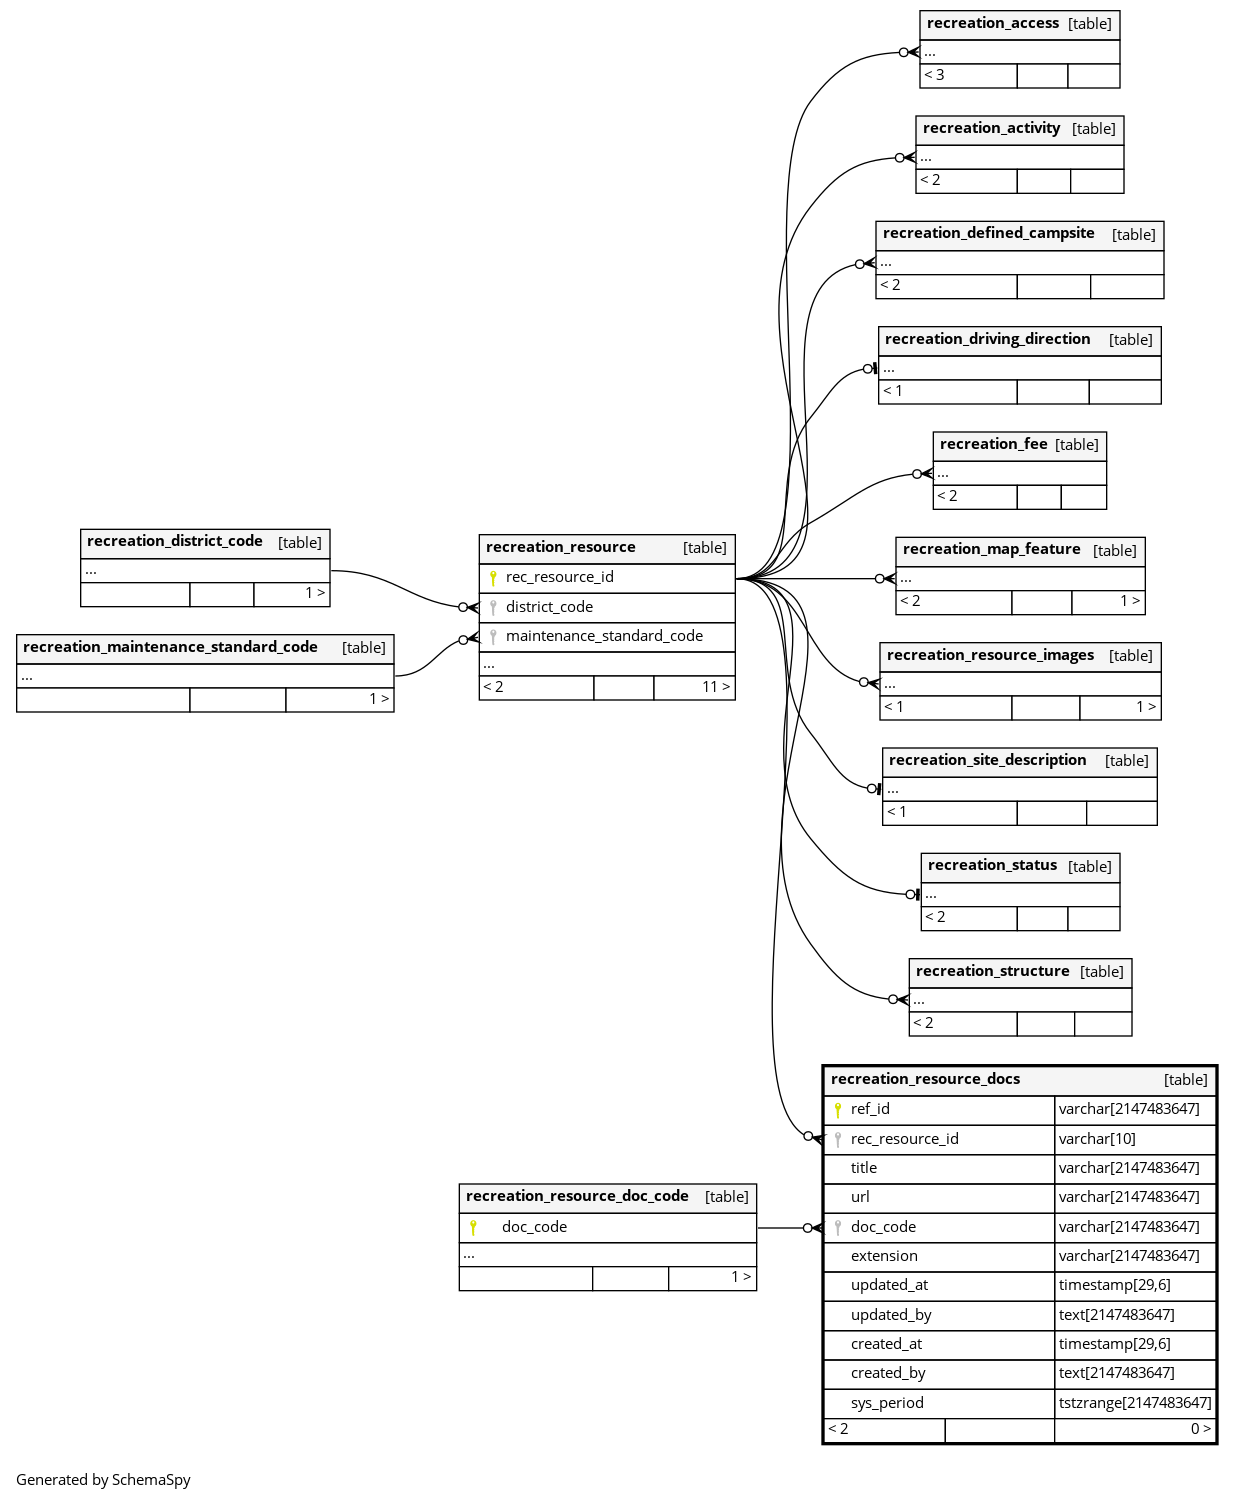 recreation_access [table]
...
< 3
recreation_activity [table]
...
< 2
recreation_defined_campsite [table]
...
< 2
recreation_driving_direction [table]
...
< 1
recreation_fee [table]
...
< 2
recreation_district_code [table]
...
1 >
recreation_maintenance_standard_code [table]
...
1 >
recreation_resource [table]
rec_resource_id
district_code
maintenance_standard_code
...
< 2 11 >
recreation_map_feature [table]
...
< 2 1 >
recreation_resource_images [table]
...
< 1 1 >
recreation_site_description [table]
...
< 1
recreation_status [table]
...
< 2
recreation_structure [table]
...
< 2
recreation_resource_doc_code [table]
doc_code
...
1 >
recreation_resource_docs [table]
ref_id varchar[2147483647]
rec_resource_id varchar[10]
title varchar[2147483647]
url varchar[2147483647]
doc_code varchar[2147483647]
extension varchar[2147483647]
updated_at timestamp[29,6]
updated_by text[2147483647]
created_at timestamp[29,6]
created_by text[2147483647]
sys_period tstzrange[2147483647]
< 2 0 >
Generated by SchemaSpy